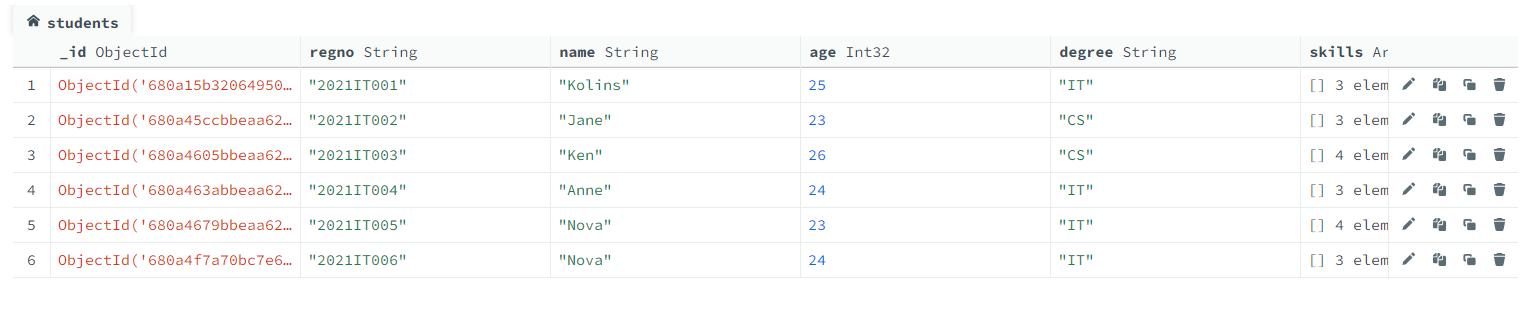 students
_id ObjectId regno String name String age Int32 degree String skills Ar
1 ObjectId('680a15b32064950… "2021IT001" "Kolins" 25 "IT" [] 3 elem
2 ObjectId('680a45ccbbeaa62… "2021IT002" "Jane" 23 "CS" [] 3 elem
3 ObjectId('680a4605bbeaa62… "2021IT003" "Ken" 26 "CS" [] 4 elem
4 ObjectId('680a463abbeaa62… "2021IT004" "Anne" 24 "IT" [] 3 elem
5 ObjectId('680a4679bbeaa62… "2021IT005" "Nova" 23 "IT" [] 4 elem
6 ObjectId('680a4f7a70bc7e6… "2021IT006" "Nova" 24 "IT" [] 3 elem